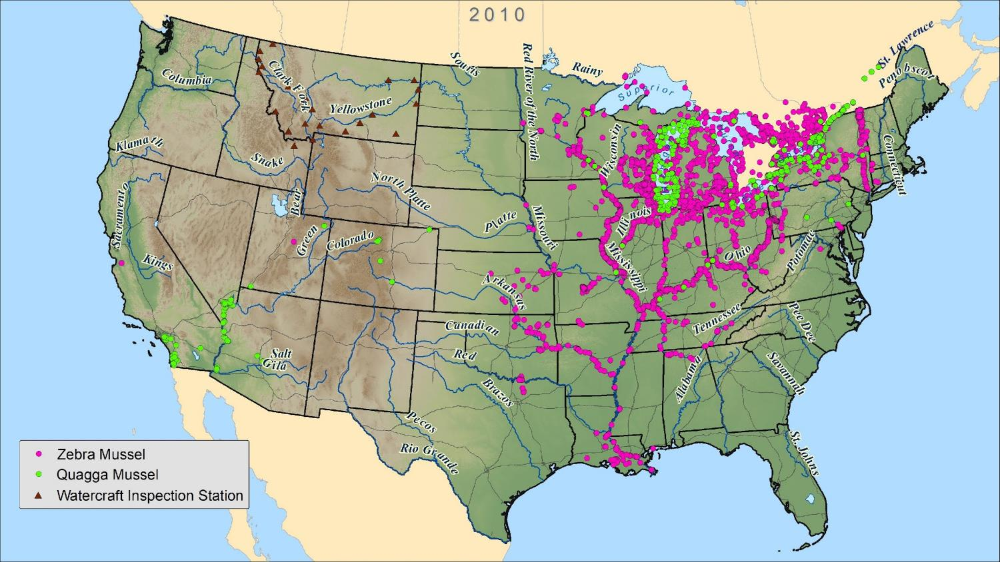 2010
St. Lawrence
Souris
Red River of the North
Rainy
Superior
Penobscot
Columbia
Clark Fork
Yellowstone
Wisconsin
Connecticut
Klamath
Snake
Sacramento
Bear
North Platte
Platte
Missouri
Illinois
Green
Colorado
Kings
Mississippi
Ohio
Potomac
Arkansas
Tennessee
Pee Dee
Canadian
Red
Salt
Gila
Brazos
Alabama
Savannah
Pecos
Rio Grande
St. Johns
Zebra Mussel
Quagga Mussel
Watercraft Inspection Station